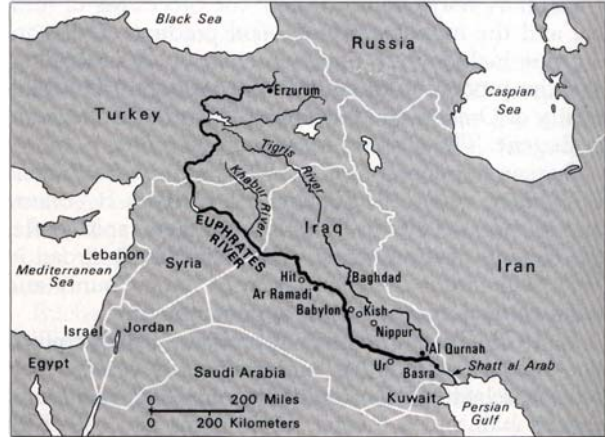 Black Sea
Russia
Caspian
Sea
Turkey
Erzurum
Tigris
River
Khabur River
EUPHRATES
RIVER
Iraq
Iran
Lebanon
Mediterranean
Sea
Syria
Hit
Ar Ramadi
Baghdad
Babylon
Kish
Nippur
Israel
Jordan
Al Qurnah
Egypt
Ur
Basra
Shatt al Arab
Saudi Arabia
Kuwait
Persian
Gulf
0 200 Miles
0 200 Kilometers